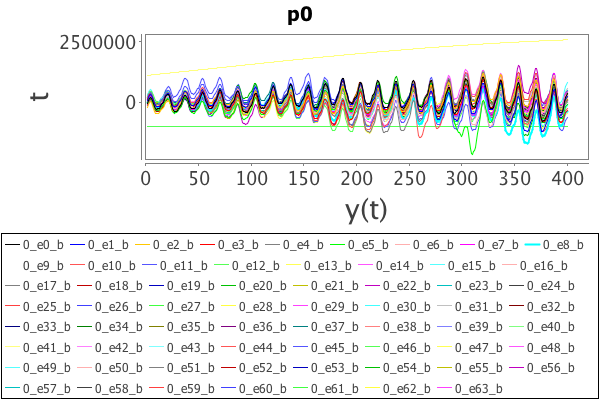 p0
2500000
t
0
0 50 100 150 200 250 300 350 400
y(t)
0_e0_b 0_e1_b 0_e2_b 0_e3_b 0_e4_b 0_e5_b 0_e6_b 0_e7_b 0_e8_b
0_e9_b 0_e10_b 0_e11_b 0_e12_b 0_e13_b 0_e14_b 0_e15_b 0_e16_b
0_e17_b 0_e18_b 0_e19_b 0_e20_b 0_e21_b 0_e22_b 0_e23_b 0_e24_b
0_e25_b 0_e26_b 0_e27_b 0_e28_b 0_e29_b 0_e30_b 0_e31_b 0_e32_b
0_e33_b 0_e34_b 0_e35_b 0_e36_b 0_e37_b 0_e38_b 0_e39_b 0_e40_b
0_e41_b 0_e42_b 0_e43_b 0_e44_b 0_e45_b 0_e46_b 0_e47_b 0_e48_b
0_e49_b 0_e50_b 0_e51_b 0_e52_b 0_e53_b 0_e54_b 0_e55_b 0_e56_b
0_e57_b 0_e58_b 0_e59_b 0_e60_b 0_e61_b 0_e62_b 0_e63_b